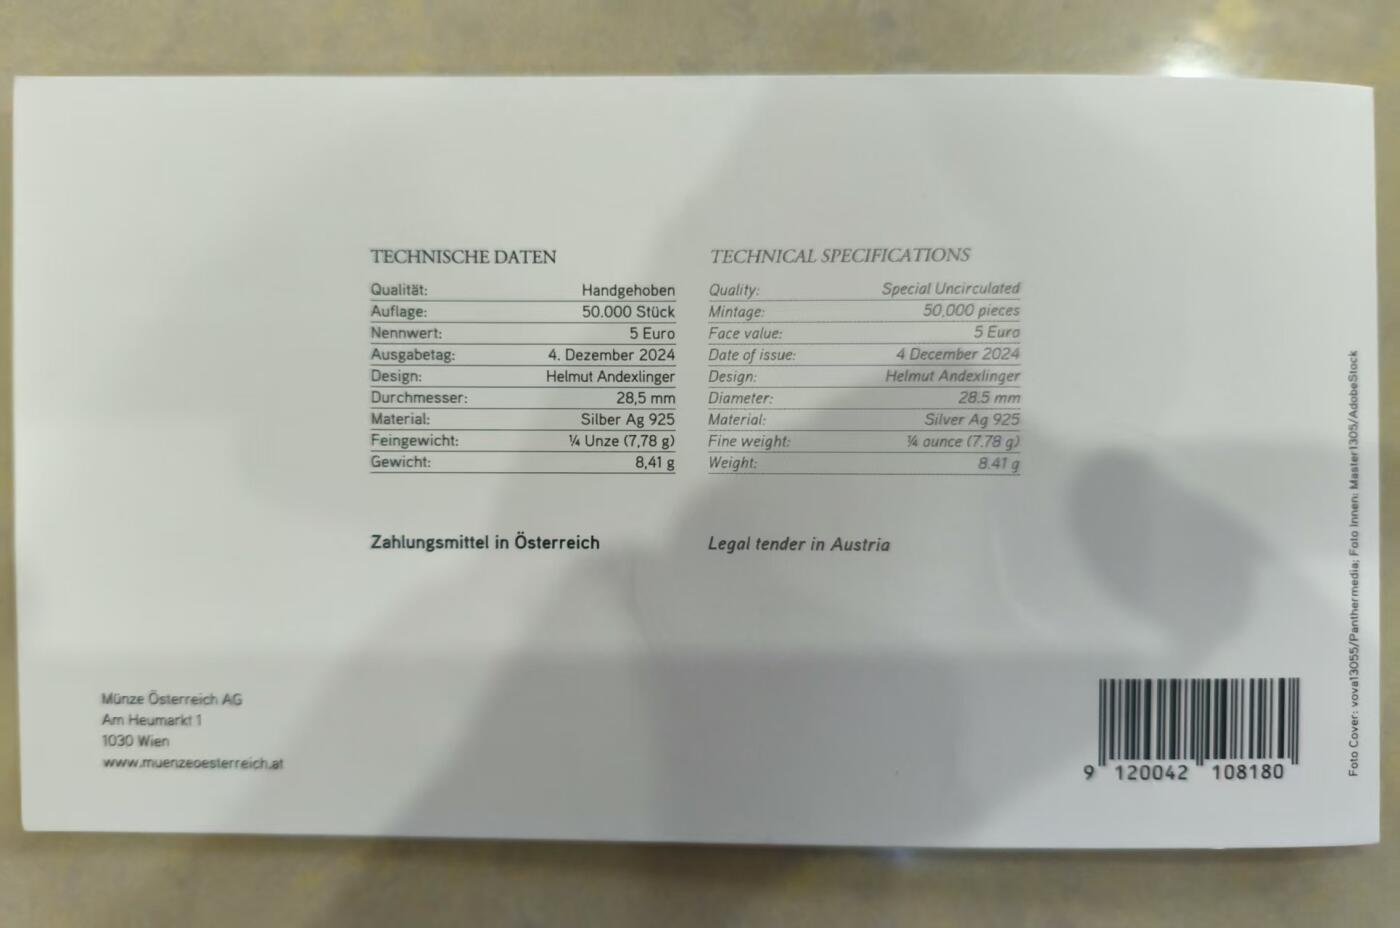 TECHNISCHE DATEN
Qualität: Handgehoben
Auflage: 50.000 Stück
Nennwert: 5 Euro
Ausgabetag: 4. Dezember 2024
Design: Helmut Andexlinger
Durchmesser: 28,5 mm
Material: Silber Ag 925
Feingewicht: ¼ Unze (7,78 g)
Gewicht: 8,41 g
Zahlungsmittel in Österreich
TECHNICAL SPECIFICATIONS
Quality: Special Uncirculated
Mintage: 50,000 pieces
Face value: 5 Euro
Date of issue: 4 December 2024
Design: Helmut Andexlinger
Diameter: 28.5 mm
Material: Silver Ag 925
Fine weight: ¼ ounce (7.78 g)
Weight: 8.41 g
Legal tender in Austria
Münze Österreich AG
Am Heumarkt 1
1030 Wien
www.muenzeoesterreich.at
9 120042 108180
Foto Cover: vova13055/Panthermedia; Foto Innen: Master1305/AdobeStock